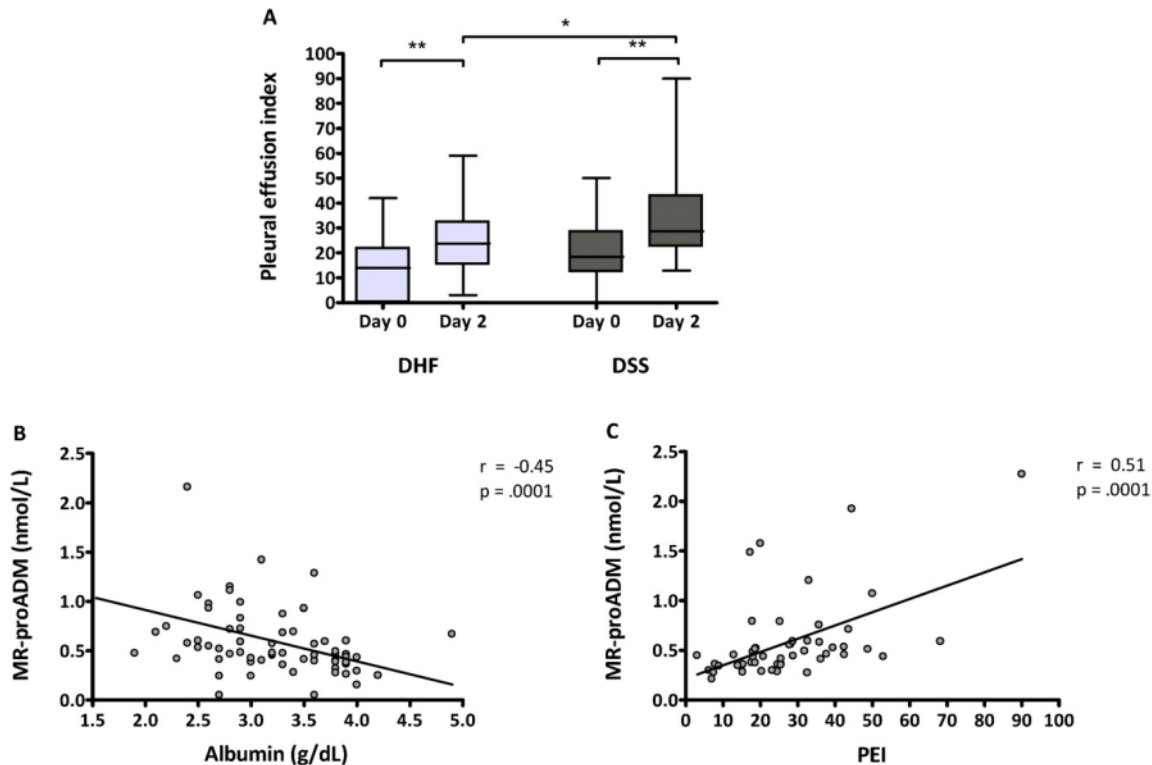 A
*
** **
Pleural effusion index
100
90
80
70
60
50
40
30
20
10
0
Day 0 Day 2 Day 0 Day 2
DHF DSS
B
MR-proADM (nmol/L)
2.5
2.0
1.5
1.0
0.5
0.0
r = -0.45
p = .0001
1.5 2.0 2.5 3.0 3.5 4.0 4.5 5.0
Albumin (g/dL)
C
MR-proADM (nmol/L)
2.5
2.0
1.5
1.0
0.5
0.0
r = 0.51
p = .0001
0 10 20 30 40 50 60 70 80 90 100
PEI